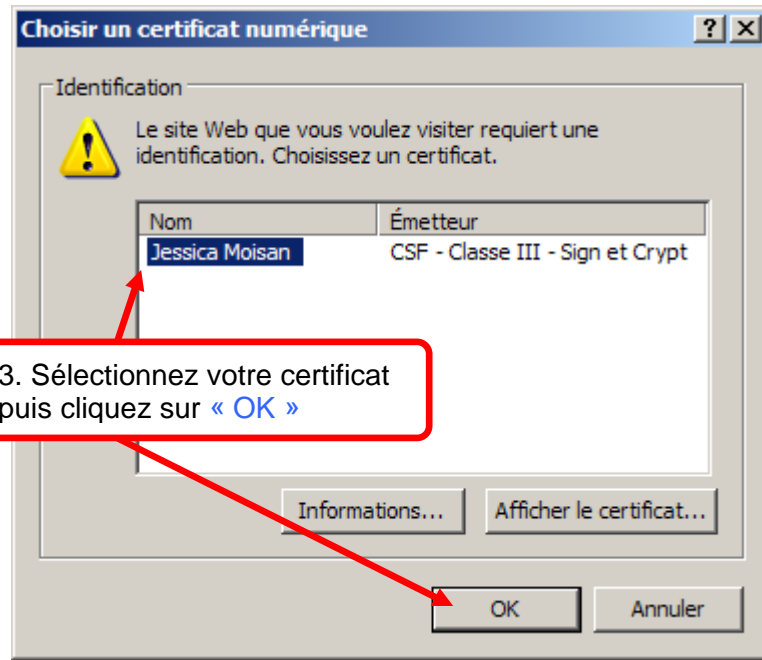 Choisir un certificat numérique
Identification
Le site Web que vous voulez visiter requiert une
identification. Choisissez un certificat.
Nom Émetteur
Jessica Moisan CSF - Classe III - Sign et Crypt
3. Sélectionnez votre certificat
puis cliquez sur « OK »
Informations... Afficher le certificat...
OK Annuler